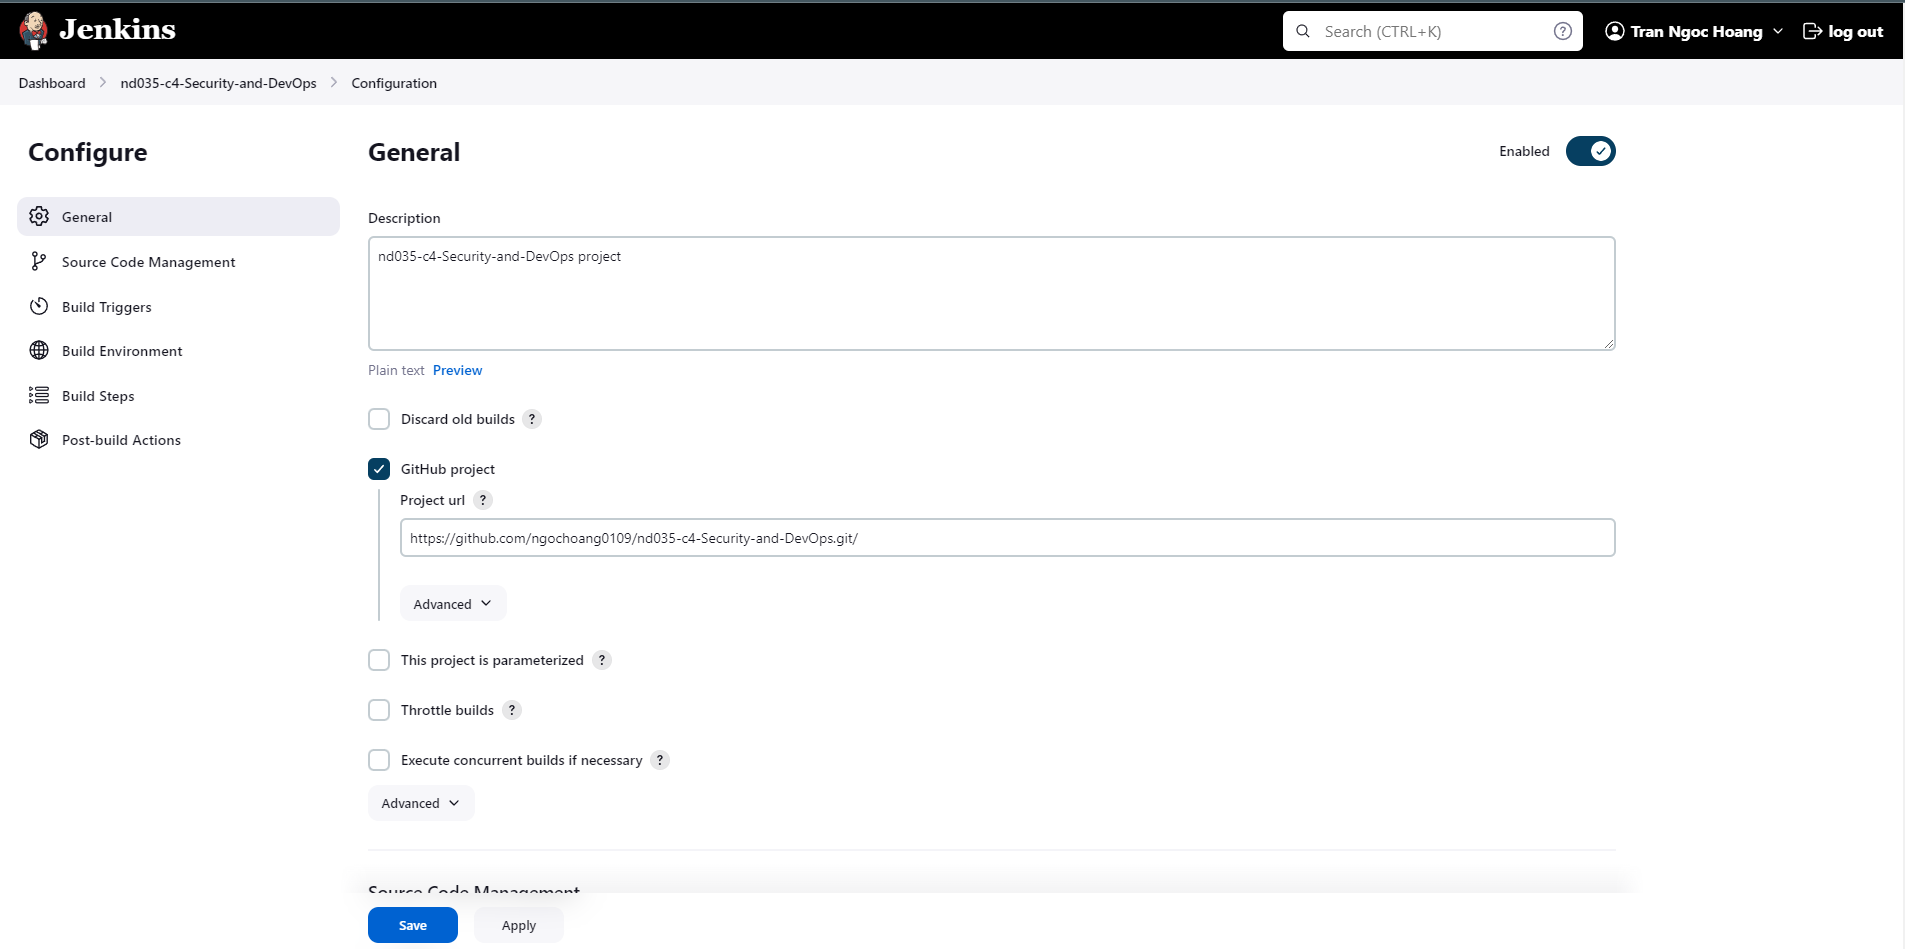 Jenkins
Search (CTRL+K)
?
Tran Ngoc Hoang
log out
Dashboard
nd035-c4-Security-and-DevOps
Configuration
Configure
General
Source Code Management
Build Triggers
Build Environment
Build Steps
Post-build Actions
General
Enabled
Description
nd035-c4-Security-and-DevOps project
Plain text Preview
Discard old builds ?
GitHub project
Project url ?
https://github.com/ngochoang0109/nd035-c4-Security-and-DevOps.git/
Advanced
This project is parameterized ?
Throttle builds ?
Execute concurrent builds if necessary ?
Advanced
Source Code Management
Save
Apply